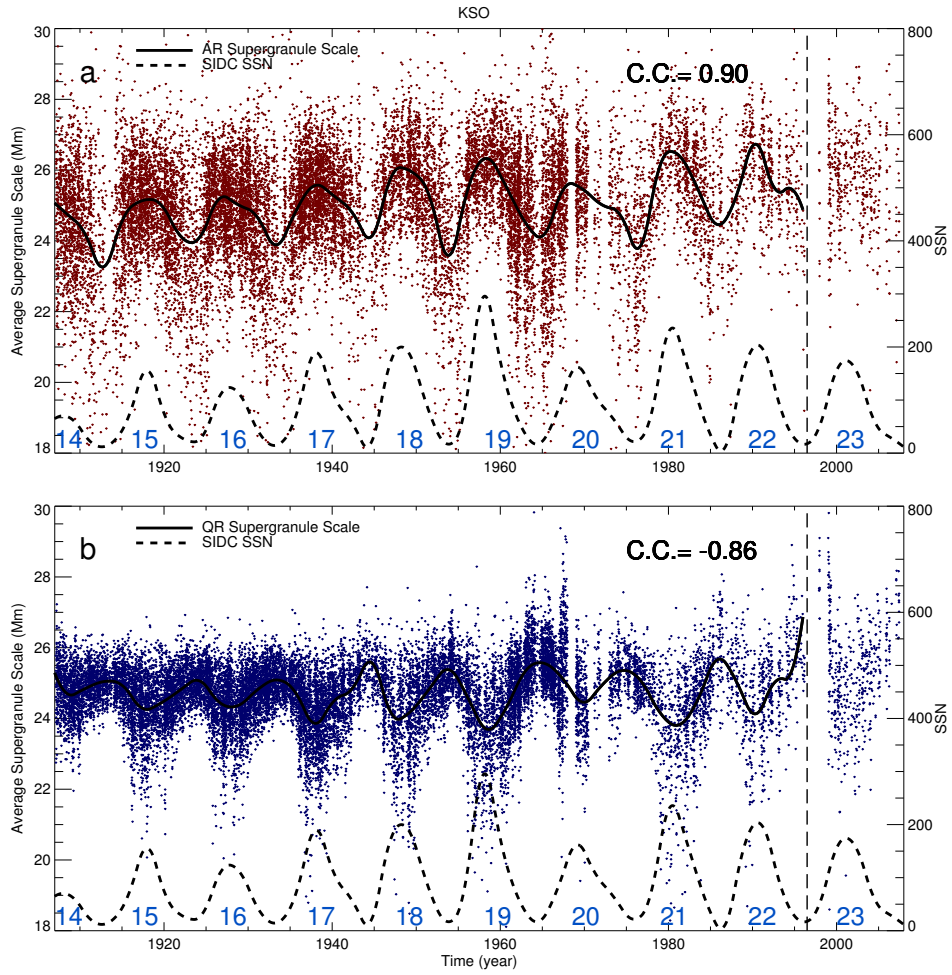 KSO
30
28
26
24
22
20
18
Average Supergranule Scale (Mm)
a
AR Supergranule Scale
SIDC SSN
C.C.= 0.90
800
600
400
200
0
SSN
14 15 16 17 18 19 20 21 22 23
1920 1940 1960 1980 2000
30
28
26
24
22
20
18
Average Supergranule Scale (Mm)
b
QR Supergranule Scale
SIDC SSN
C.C.= -0.86
800
600
400
200
0
SSN
14 15 16 17 18 19 20 21 22 23
1920 1940 1960 1980 2000
Time (year)